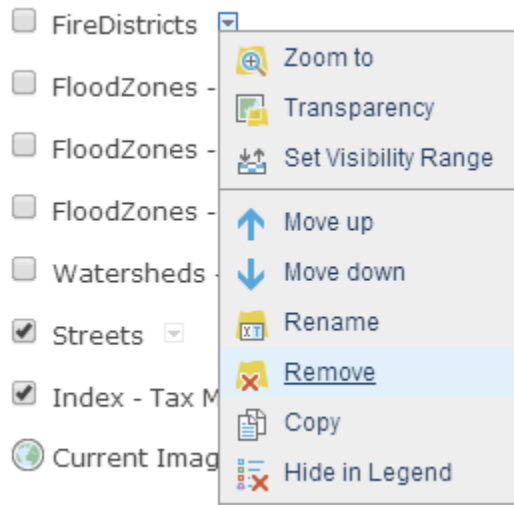 FireDistricts
Zoom to
FloodZones -
Transparency
FloodZones -
Set Visibility Range
FloodZones -
Move up
Watersheds -
Move down
Streets
Rename
Index - Tax M
Remove
Copy
Current Imag
Hide in Legend